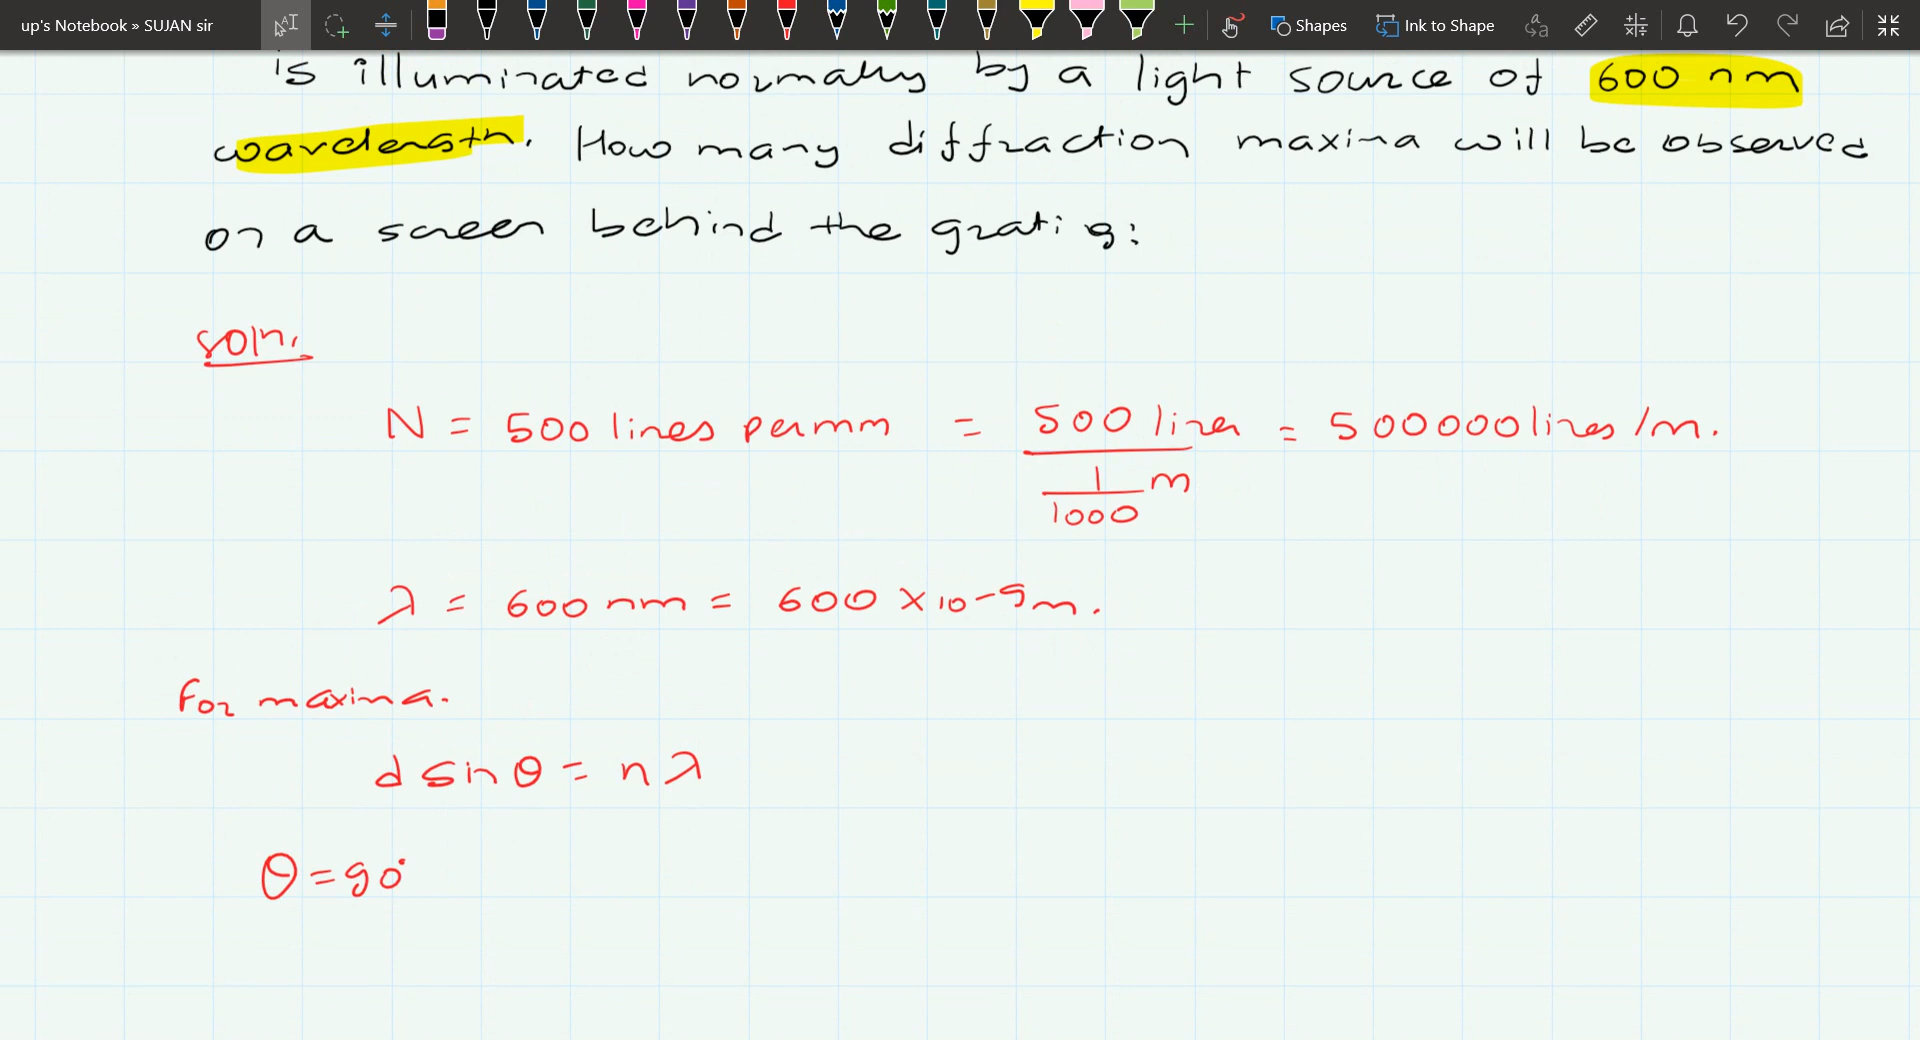 up's Notebook » SUJAN sir
Shapes
Ink to Shape
is illuminated normally by a light source of 600 nm
wavelength. How many diffraction maxima will be observed
on a screen behind the grating:
soln.
N = 500 lines per mm = 500 lines / 1/1000 m = 500000 lines/m.
λ = 600 nm = 600 × 10-9 m.
For maxima.
d sin θ = n λ
θ = 90°